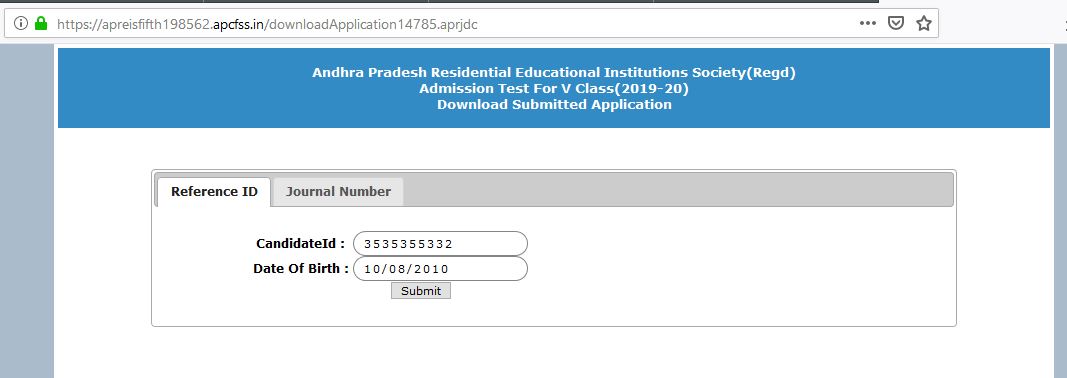 https://apreisfifth198562.apcfss.in/downloadApplication14785.aprjdc
Andhra Pradesh Residential Educational Institutions Society(Regd)
Admission Test For V Class(2019-20)
Download Submitted Application
Reference ID Journal Number
CandidateId : 3535355332
Date Of Birth : 10/08/2010
Submit